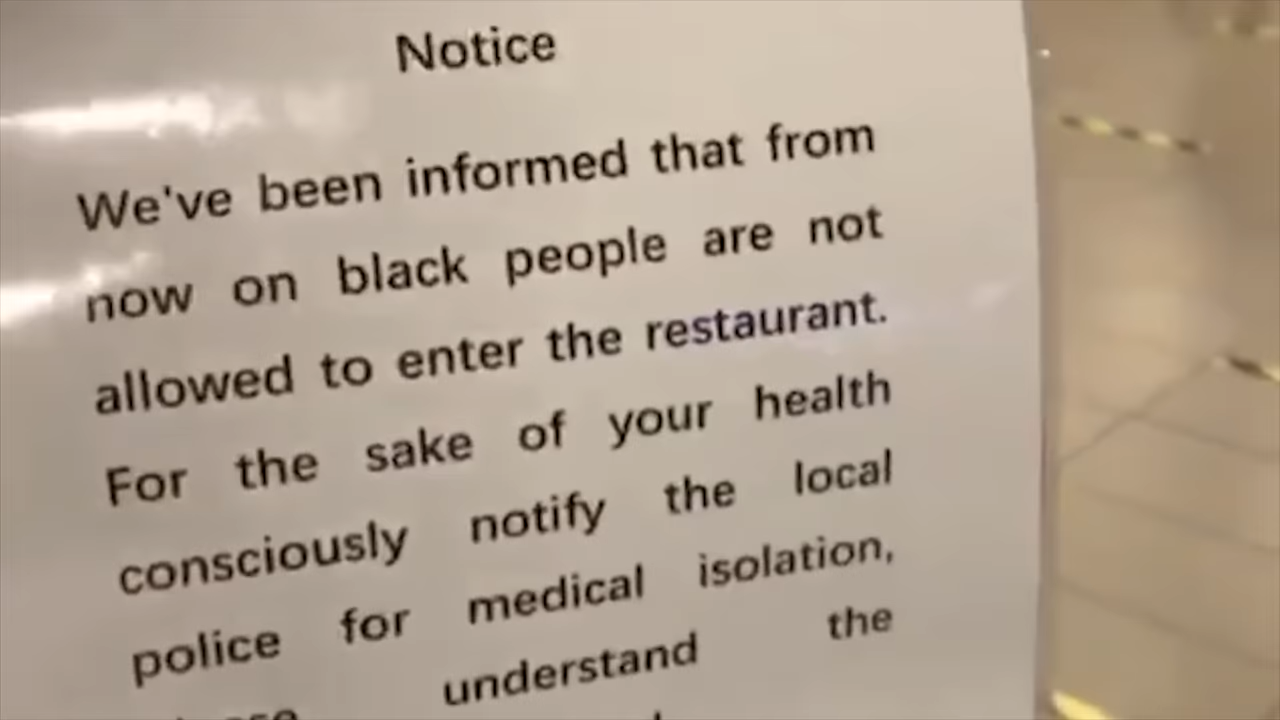 Notice
We've been informed that from
now on black people are not
allowed to enter the restaurant.
For the sake of your health
consciously notify the local
police for medical isolation,
understand the